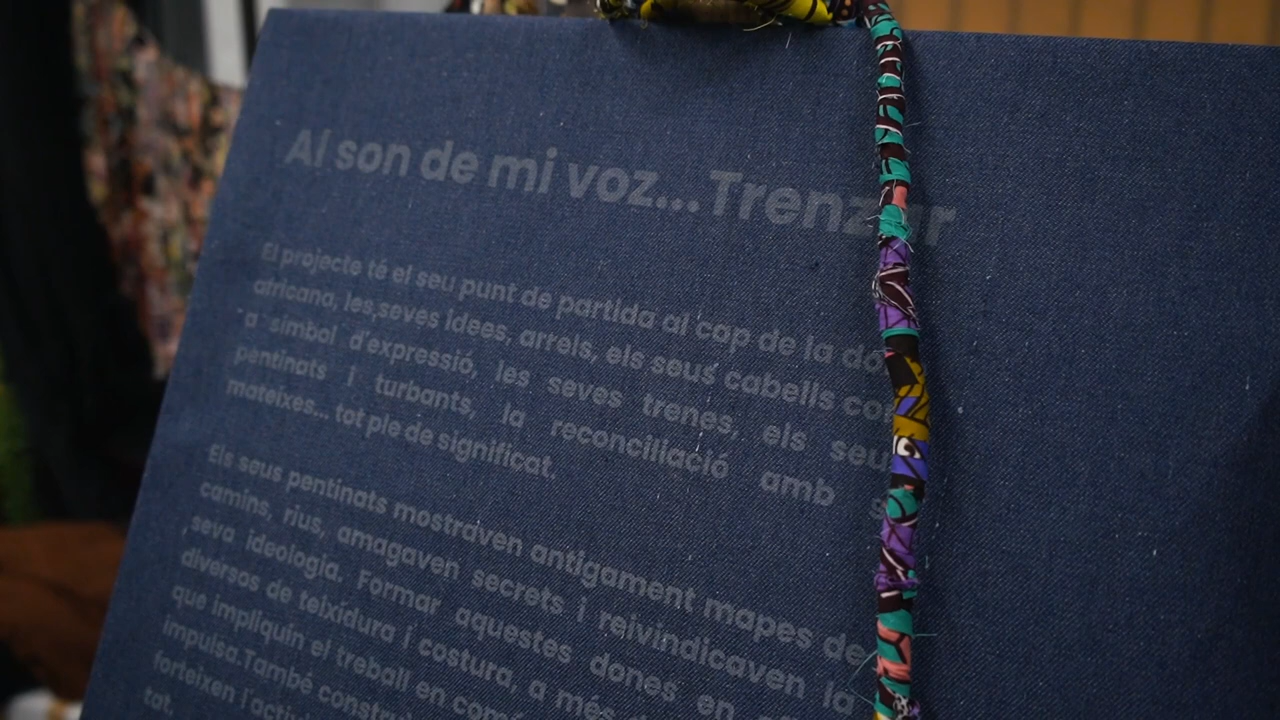 Al son de mi voz...Trenzar
El projecte té el seu punt de partida al cap de la
africana, les,seves idees, arrels, els seus cabells
a símbol d'expressió, les seves trenes, els
pentinats i turbants, la reconciliació amb
mateixes... tot ple de significat.
Els seus pentinats mostraven antigament mapes de
camins, rius, amagaven secrets i reivindicaven la
seva ideologia. Formar aquestes dones en
diversos de teixidura i costura, a més
que impliquin el treball en comú
impulsa.També
forteixen
tot.